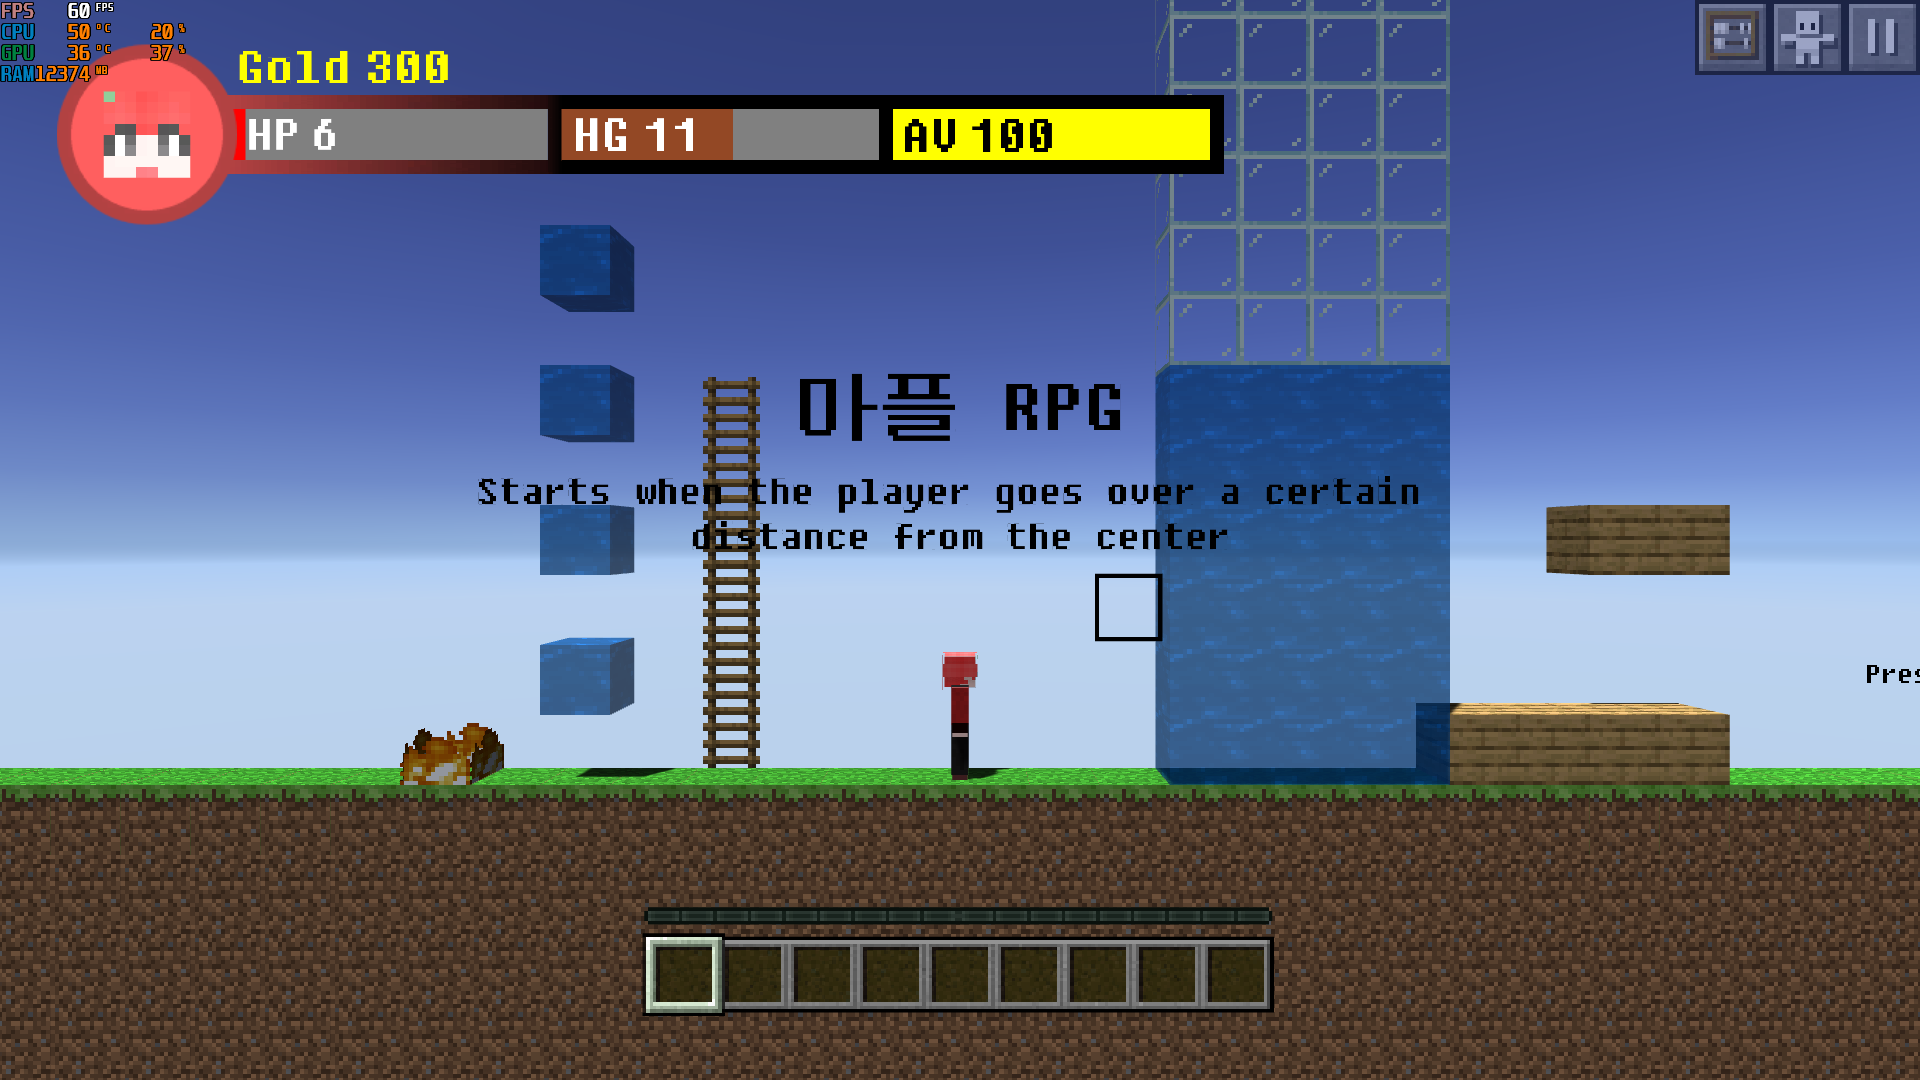 FPS 60 FPS
CPU 50 °C 20 %
GPU 36 °C 37 %
RAM 12374 MB
Gold 300
HP 6
HG 11
AV 100
마플 RPG
Starts when the player goes over a certain
distance from the center
Pres